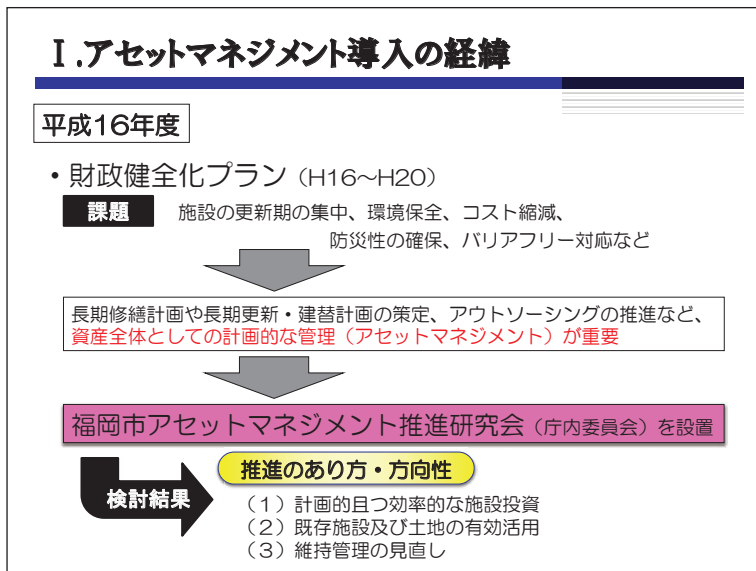 Ⅰ.アセットマネジメント導入の経緯
平成16年度
・財政健全化プラン（H16～H20）
課題
施設の更新期の集中、環境保全、コスト縮減、
防災性の確保、バリアフリー対応など
長期修繕計画や長期更新・建替計画の策定、アウトソーシングの推進など、
資産全体としての計画的な管理（アセットマネジメント）が重要
福岡市アセットマネジメント推進研究会（庁内委員会）を設置
推進のあり方・方向性
検討結果
（１）計画的且つ効率的な施設投資
（２）既存施設及び土地の有効活用
（３）維持管理の見直し